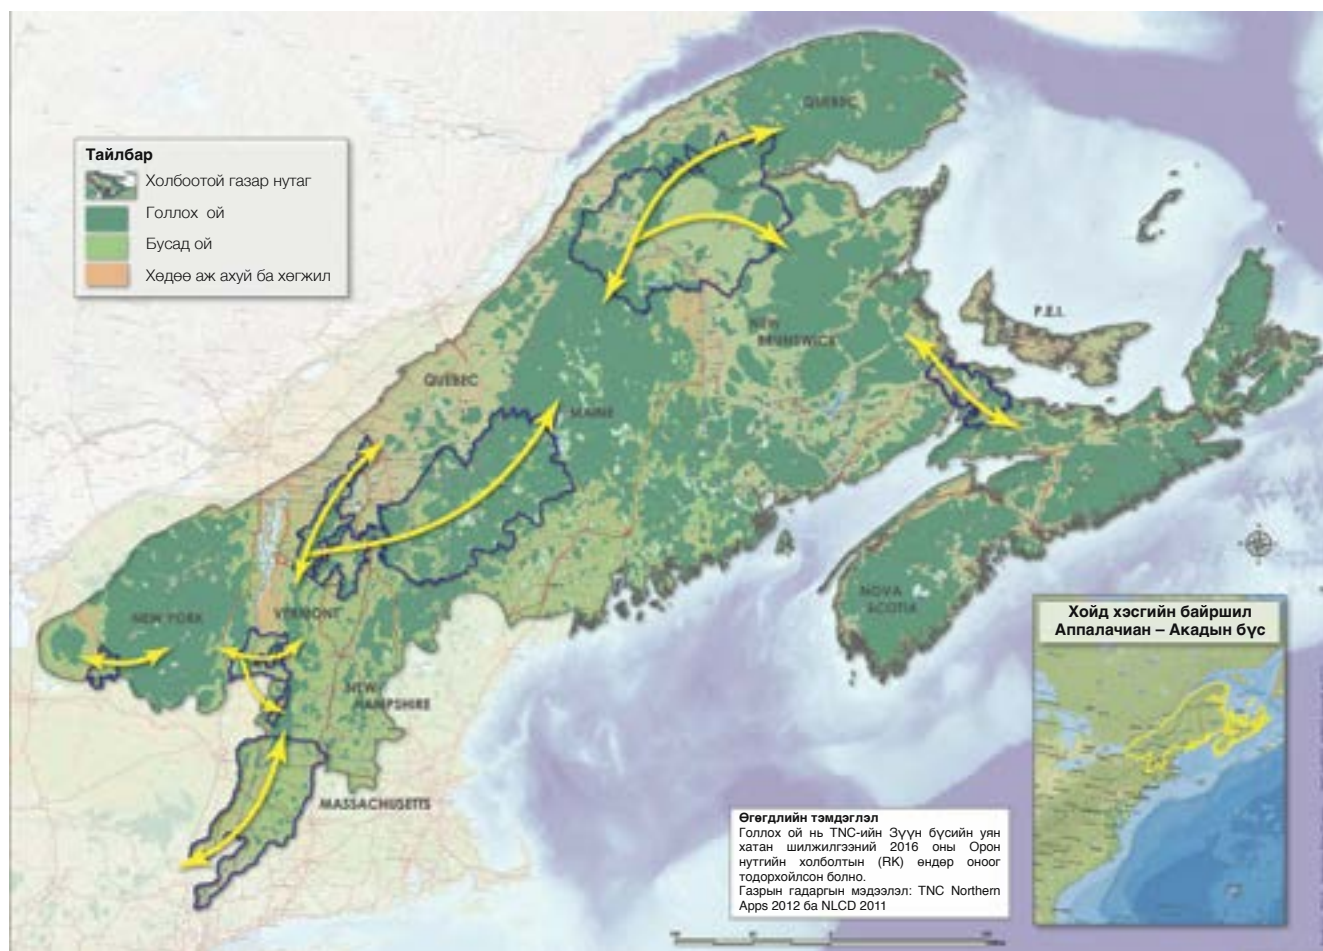 Тайлбар
Холбоотой газар нутаг
Голлох ой
Бусад ой
Хөдөө аж ахуй ба хөгжил
QUEBEC
P.E.I.
NEW
BRUNSWICK
QUEBEC
MAINE
NOVA
SCOTIA
NEW YORK
VERMONT
NEW
HAMPSHIRE
MASSACHUSETTS
Хойд хэсгийн байршил
Аппалачиан – Акадын бүс
Өгөгдлийн тэмдэглэл
Голлох ой нь TNC-ийн Зүүн бүсийн уян
хатан шилжилгээний 2016 оны Орон
нутгийн холболтын (RK) өндөр оноог
тодорхойлсон болно.
Газрын гадаргын мэдээлэл: TNC Northern
Apps 2012 ба NLCD 2011